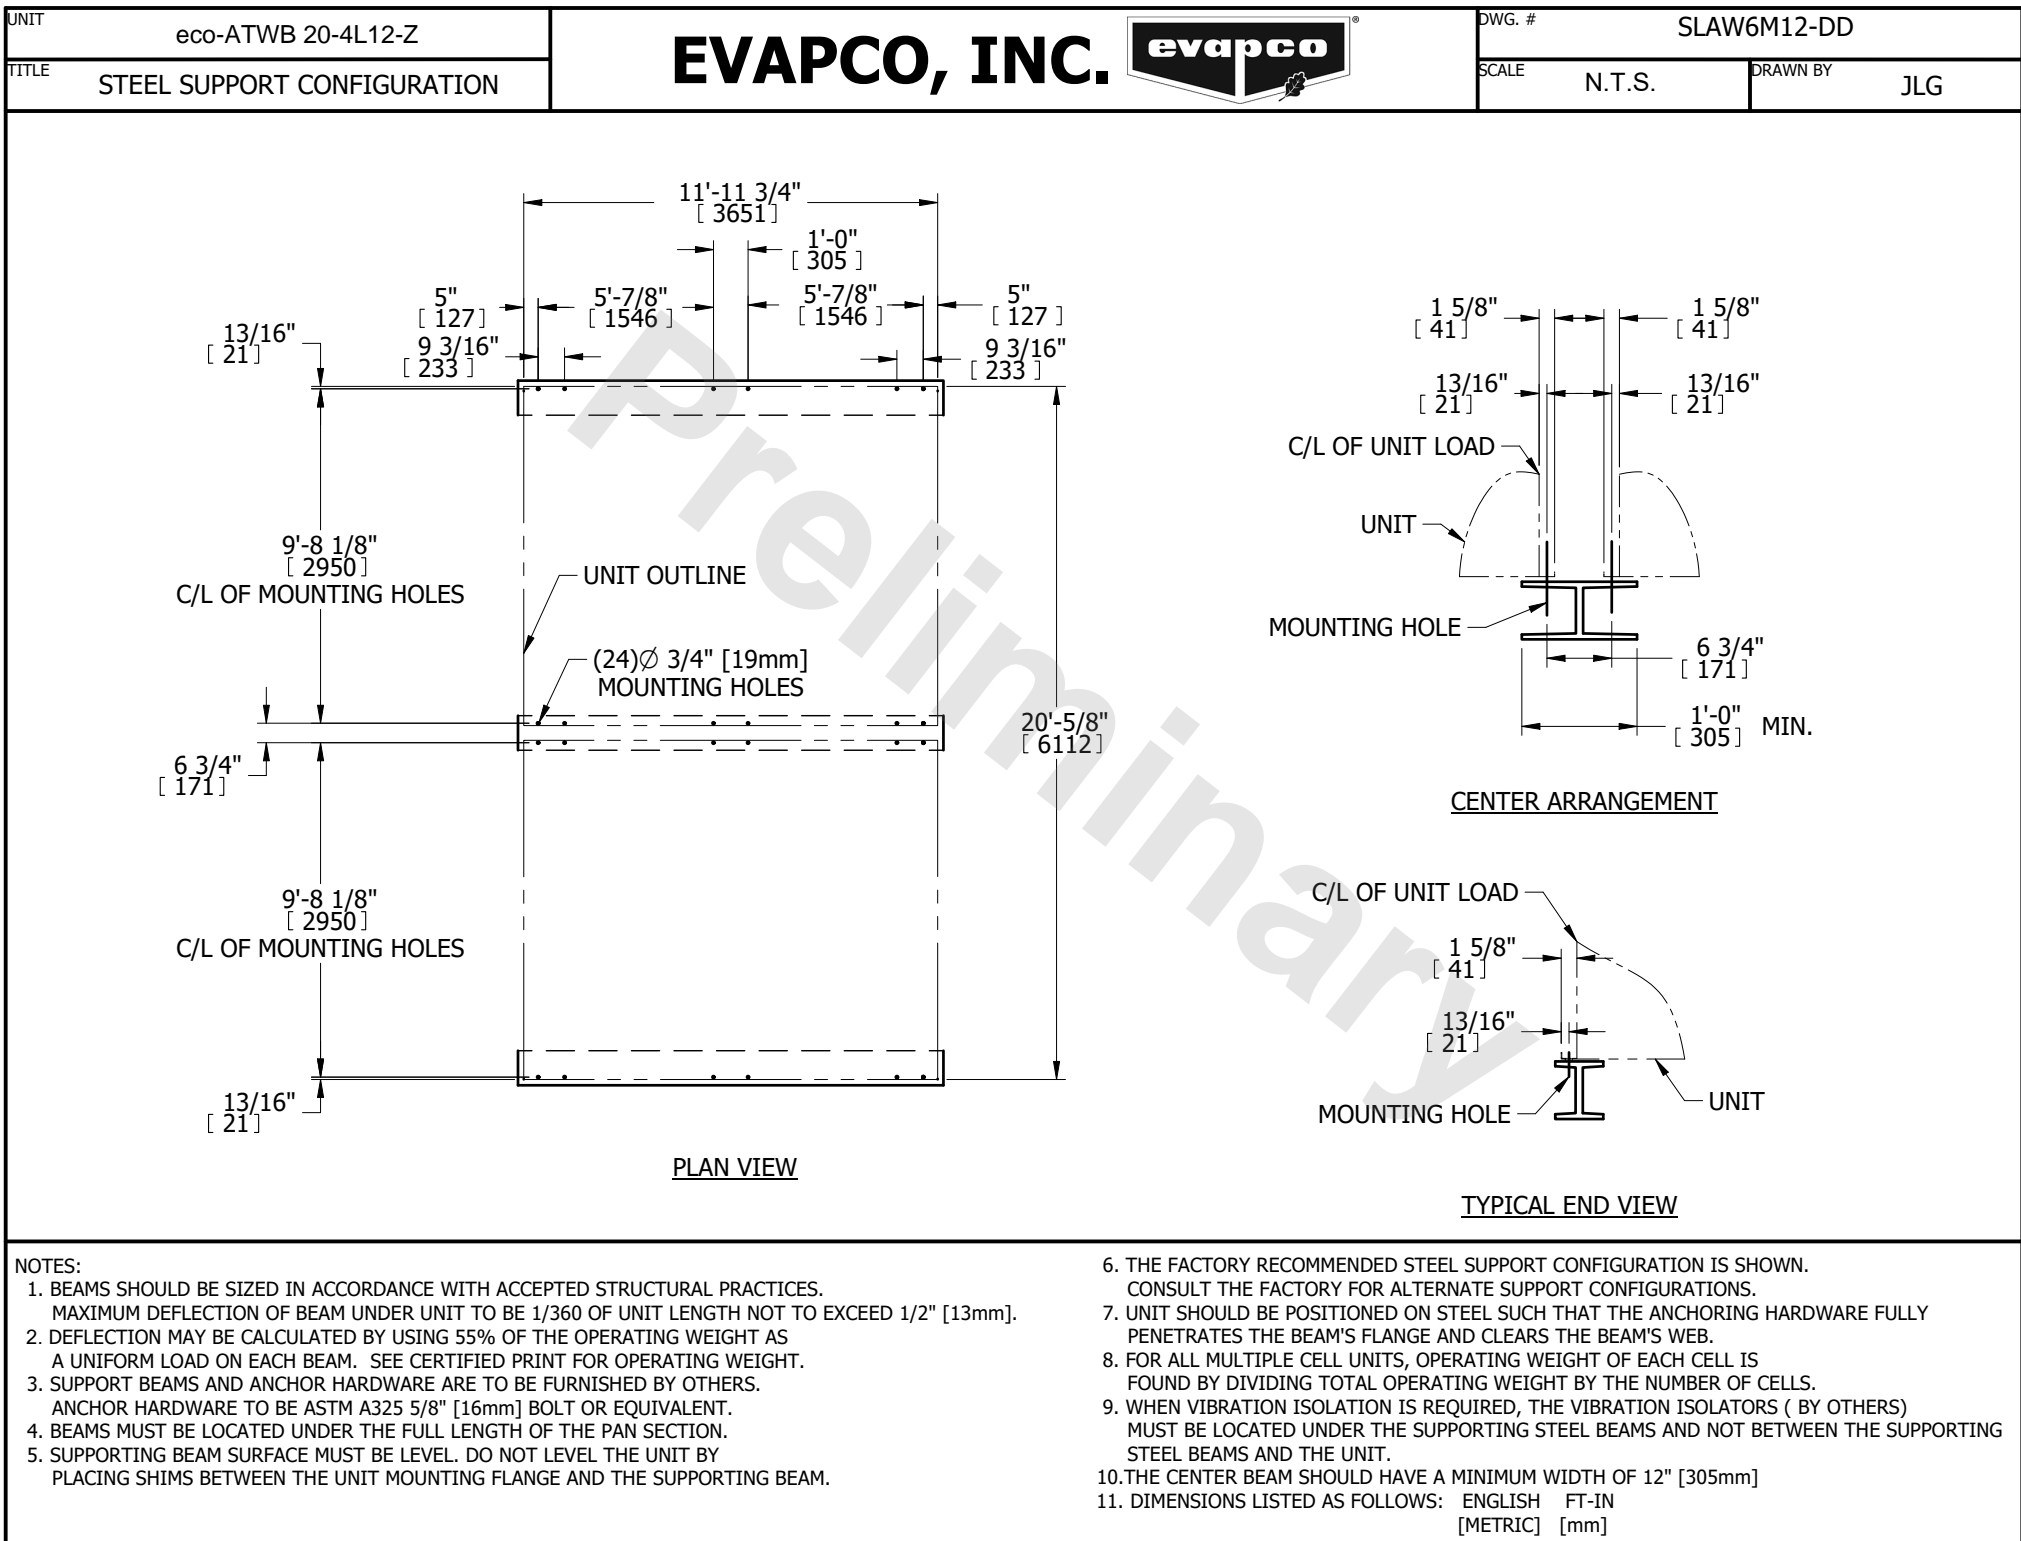 UNIT
eco-ATWB 20-4L12-Z
TITLE
STEEL SUPPORT CONFIGURATION
EVAPCO, INC.
evapco
®
DWG. #
SLAW6M12-DD
SCALE
N.T.S.
DRAWN BY
JLG
11'-11 3/4"
[ 3651 ]
1'-0"
[ 305 ]
5"
[ 127 ]
5'-7/8"
[ 1546 ]
5'-7/8"
[ 1546 ]
5"
[ 127 ]
13/16"
[ 21 ]
9 3/16"
[ 233 ]
9 3/16"
[ 233 ]
9'-8 1/8"
[ 2950 ]
C/L OF MOUNTING HOLES
UNIT OUTLINE
(24)Ø 3/4" [19mm]
MOUNTING HOLES
6 3/4"
[ 171 ]
20'-5/8"
[ 6112 ]
9'-8 1/8"
[ 2950 ]
C/L OF MOUNTING HOLES
13/16"
[ 21 ]
PLAN VIEW
Preliminary
1 5/8"
[ 41 ]
1 5/8"
[ 41 ]
13/16"
[ 21 ]
13/16"
[ 21 ]
C/L OF UNIT LOAD
UNIT
MOUNTING HOLE
6 3/4"
[ 171 ]
1'-0"
[ 305 ]
MIN.
CENTER ARRANGEMENT
C/L OF UNIT LOAD
1 5/8"
[ 41 ]
13/16"
[ 21 ]
MOUNTING HOLE
UNIT
TYPICAL END VIEW
NOTES:
1. BEAMS SHOULD BE SIZED IN ACCORDANCE WITH ACCEPTED STRUCTURAL PRACTICES.
MAXIMUM DEFLECTION OF BEAM UNDER UNIT TO BE 1/360 OF UNIT LENGTH NOT TO EXCEED 1/2" [13mm].
2. DEFLECTION MAY BE CALCULATED BY USING 55% OF THE OPERATING WEIGHT AS
A UNIFORM LOAD ON EACH BEAM. SEE CERTIFIED PRINT FOR OPERATING WEIGHT.
3. SUPPORT BEAMS AND ANCHOR HARDWARE ARE TO BE FURNISHED BY OTHERS.
ANCHOR HARDWARE TO BE ASTM A325 5/8" [16mm] BOLT OR EQUIVALENT.
4. BEAMS MUST BE LOCATED UNDER THE FULL LENGTH OF THE PAN SECTION.
5. SUPPORTING BEAM SURFACE MUST BE LEVEL. DO NOT LEVEL THE UNIT BY
PLACING SHIMS BETWEEN THE UNIT MOUNTING FLANGE AND THE SUPPORTING BEAM.
6. THE FACTORY RECOMMENDED STEEL SUPPORT CONFIGURATION IS SHOWN.
CONSULT THE FACTORY FOR ALTERNATE SUPPORT CONFIGURATIONS.
7. UNIT SHOULD BE POSITIONED ON STEEL SUCH THAT THE ANCHORING HARDWARE FULLY
PENETRATES THE BEAM'S FLANGE AND CLEARS THE BEAM'S WEB.
8. FOR ALL MULTIPLE CELL UNITS, OPERATING WEIGHT OF EACH CELL IS
FOUND BY DIVIDING TOTAL OPERATING WEIGHT BY THE NUMBER OF CELLS.
9. WHEN VIBRATION ISOLATION IS REQUIRED, THE VIBRATION ISOLATORS ( BY OTHERS)
MUST BE LOCATED UNDER THE SUPPORTING STEEL BEAMS AND NOT BETWEEN THE SUPPORTING
STEEL BEAMS AND THE UNIT.
10.THE CENTER BEAM SHOULD HAVE A MINIMUM WIDTH OF 12" [305mm]
11. DIMENSIONS LISTED AS FOLLOWS: ENGLISH FT-IN
[METRIC] [mm]